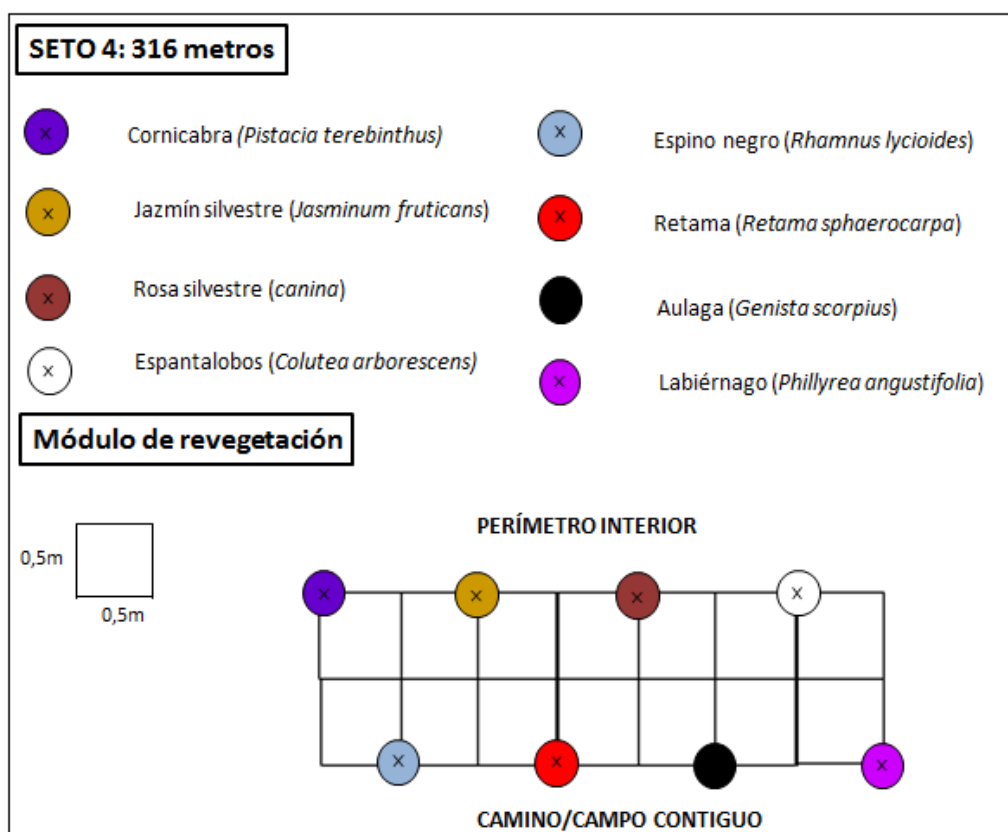 SETO 4: 316 metros
Cornicabra (Pistacia terebinthus)
Espino negro (Rhamnus lycioides)
Jazmín silvestre (Jasminum fruticans)
Retama (Retama sphaerocarpa)
Rosa silvestre (canina)
Aulaga (Genista scorpius)
Espantalobos (Colutea arborescens)
Labiérnago (Phillyrea angustifolia)
Módulo de revegetación
PERÍMETRO INTERIOR
0,5m
0,5m
CAMINO/CAMPO CONTIGUO